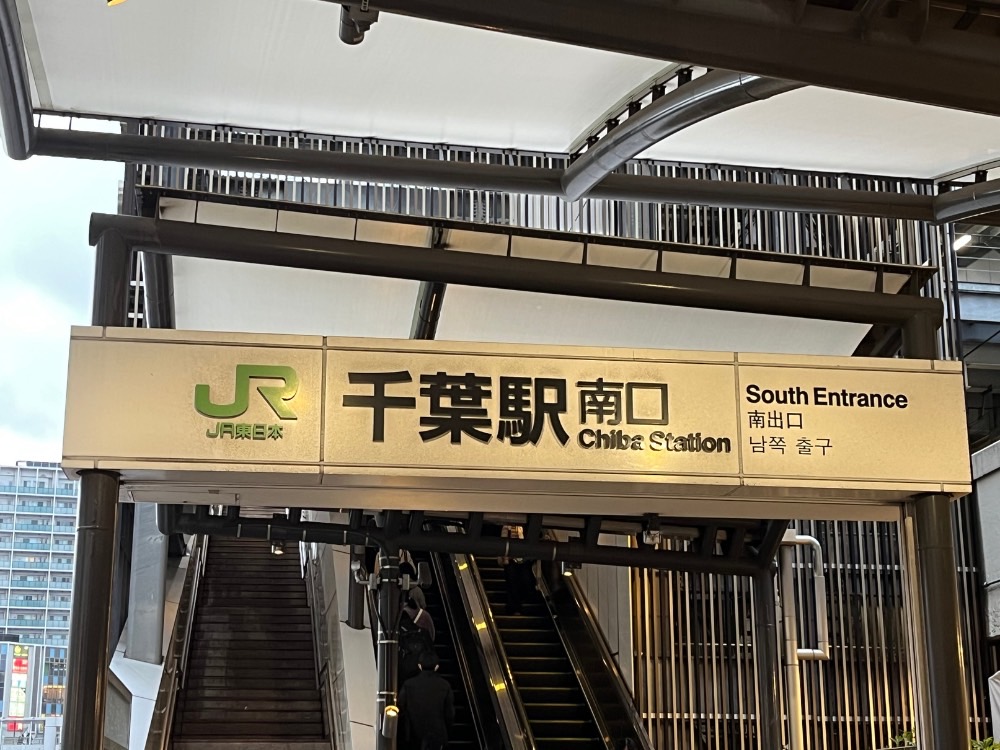 JR
JR東日本
千葉駅 南口
Chiba Station
South Entrance
南出口
남쪽 출구